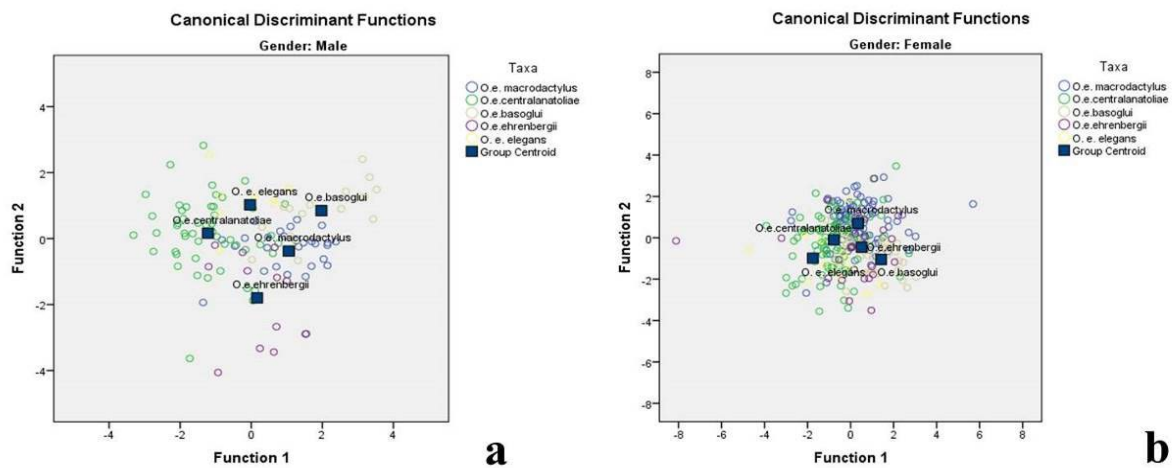 Canonical Discriminant Functions
Gender: Male
Function 2
4
2
0
-2
-4
-4
-2
0
2
4
Function 1
O. e. elegans
O.e.basoglui
O.e.centralanatoliae
O.e. macrodactylus
O.e.ehrenbergii
Taxa
O.e. macrodactylus
O.e.centralanatoliae
O.e.basoglui
O.e.ehrenbergii
O. e. elegans
Group Centroid
a
Canonical Discriminant Functions
Gender: Female
Function 2
8
6
4
2
0
-2
-4
-6
-8
-8
-6
-4
-2
0
2
4
6
8
Function 1
O.e. macrodactylus
O.e.centralanatoliae
O.e.ehrenbergii
O. e. elegans
O.e.basoglui
Taxa
O.e. macrodactylus
O.e.centralanatoliae
O.e.basoglui
O.e.ehrenbergii
O. e. elegans
Group Centroid
b